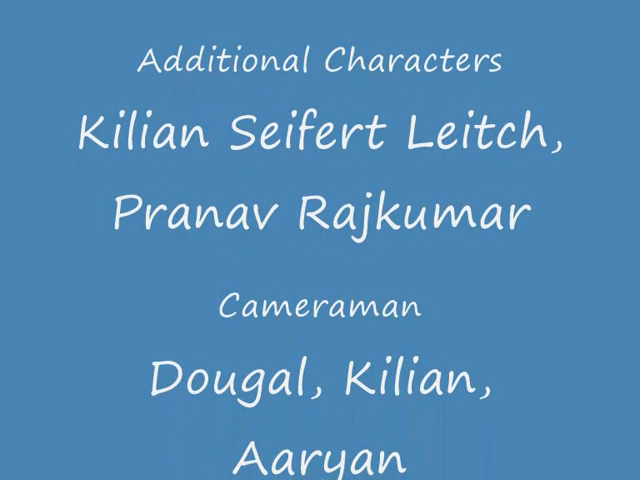 Additional Characters
Kilian Seifert Leitch,
Pranav Rajkumar
Cameraman
Dougal, Kilian,
Aaryan